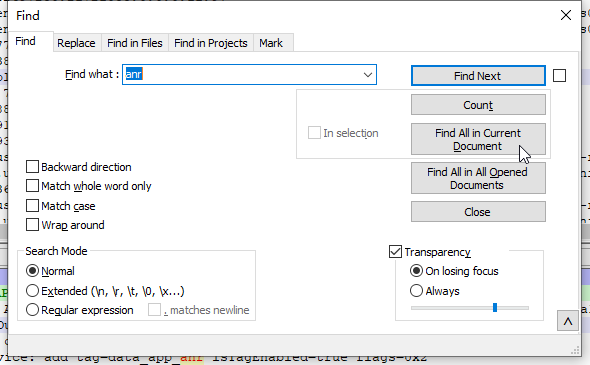 Find
Find Replace Find in Files Find in Projects Mark
Find what : anr
Find Next
Count
In selection
Find All in Current
Document
Find All in All Opened
Documents
Close
Backward direction
Match whole word only
Match case
Wrap around
Search Mode
Normal
Extended (\n, \r, \t, \0, \x...)
Regular expression
. matches newline
Transparency
On losing focus
Always
vice: add tag=data_app_anr isTagEnabled=true flags=0x2